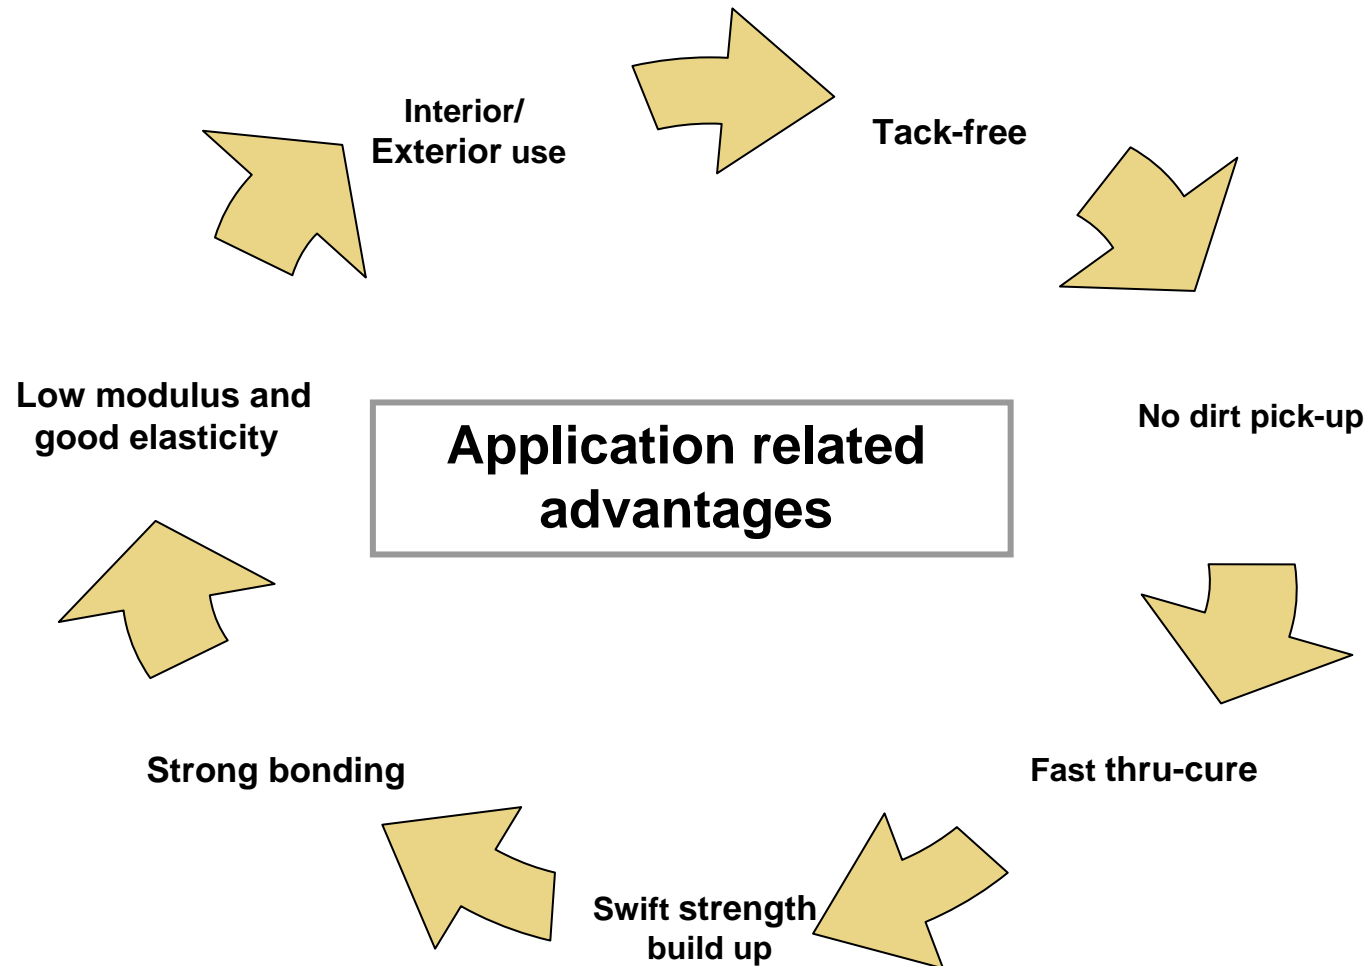 Interior/
Exterior use
Tack-free
Low modulus and
good elasticity
No dirt pick-up
Application related
advantages
Strong bonding
Fast thru-cure
Swift strength
build up